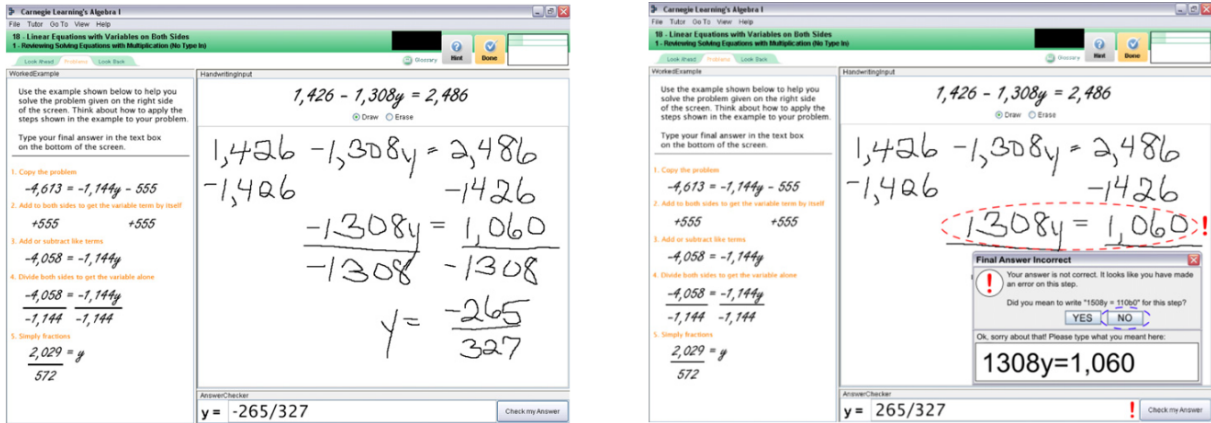 Carnegie Learning's Algebra I
File Tutor Go To View Help
18 - Linear Equations with Variables on Both Sides
1 - Reviewing Solving Equations with Multiplication (No Type In)
Glossary
Hint
Done
Look Ahead Problems Look Back
WorkedExample
Use the example shown below to help you
solve the problem given on the right side
of the screen. Think about how to apply the
steps shown in the example to your problem.
Type your final answer in the text box
on the bottom of the screen.
1. Copy the problem
-4,613 = -1,144y - 555
2. Add to both sides to get the variable term by itself
+555 +555
3. Add or subtract like terms
-4,058 = -1,144y
4. Divide both sides to get the variable alone
-4,058 = -1,144y
-1,144 -1,144
5. Simply fractions
2,029 = y
572
HandwritingInput
1,426 - 1,308y = 2,486
Draw Erase
1,426 -1,308y = 2,486
-1,426 -1426
-1308y = 1,060
-1308 -1308
y = -265
327
AnswerChecker
y = -265/327
Check my Answer
Carnegie Learning's Algebra I
File Tutor Go To View Help
18 - Linear Equations with Variables on Both Sides
1 - Reviewing Solving Equations with Multiplication (No Type In)
Glossary
Hint
Done
Look Ahead Problems Look Back
WorkedExample
Use the example shown below to help you
solve the problem given on the right side
of the screen. Think about how to apply the
steps shown in the example to your problem.
Type your final answer in the text box
on the bottom of the screen.
1. Copy the problem
-4,613 = -1,144y - 555
2. Add to both sides to get the variable term by itself
+555 +555
3. Add or subtract like terms
-4,058 = -1,144y
4. Divide both sides to get the variable alone
-4,058 = -1,144y
-1,144 -1,144
5. Simply fractions
2,029 = y
572
HandwritingInput
1,426 - 1,308y = 2,486
Draw Erase
1,426 -1,308y = 2,486
-1,426 -1426
1308y = 1,060 !
Final Answer Incorrect
! Your answer is not correct. It looks like you have made
an error on this step.
Did you mean to write "1508y = 110b0" for this step?
YES NO
Ok, sorry about that! Please type what you meant here:
1308y=1,060
AnswerChecker
y = 265/327 !
Check my Answer